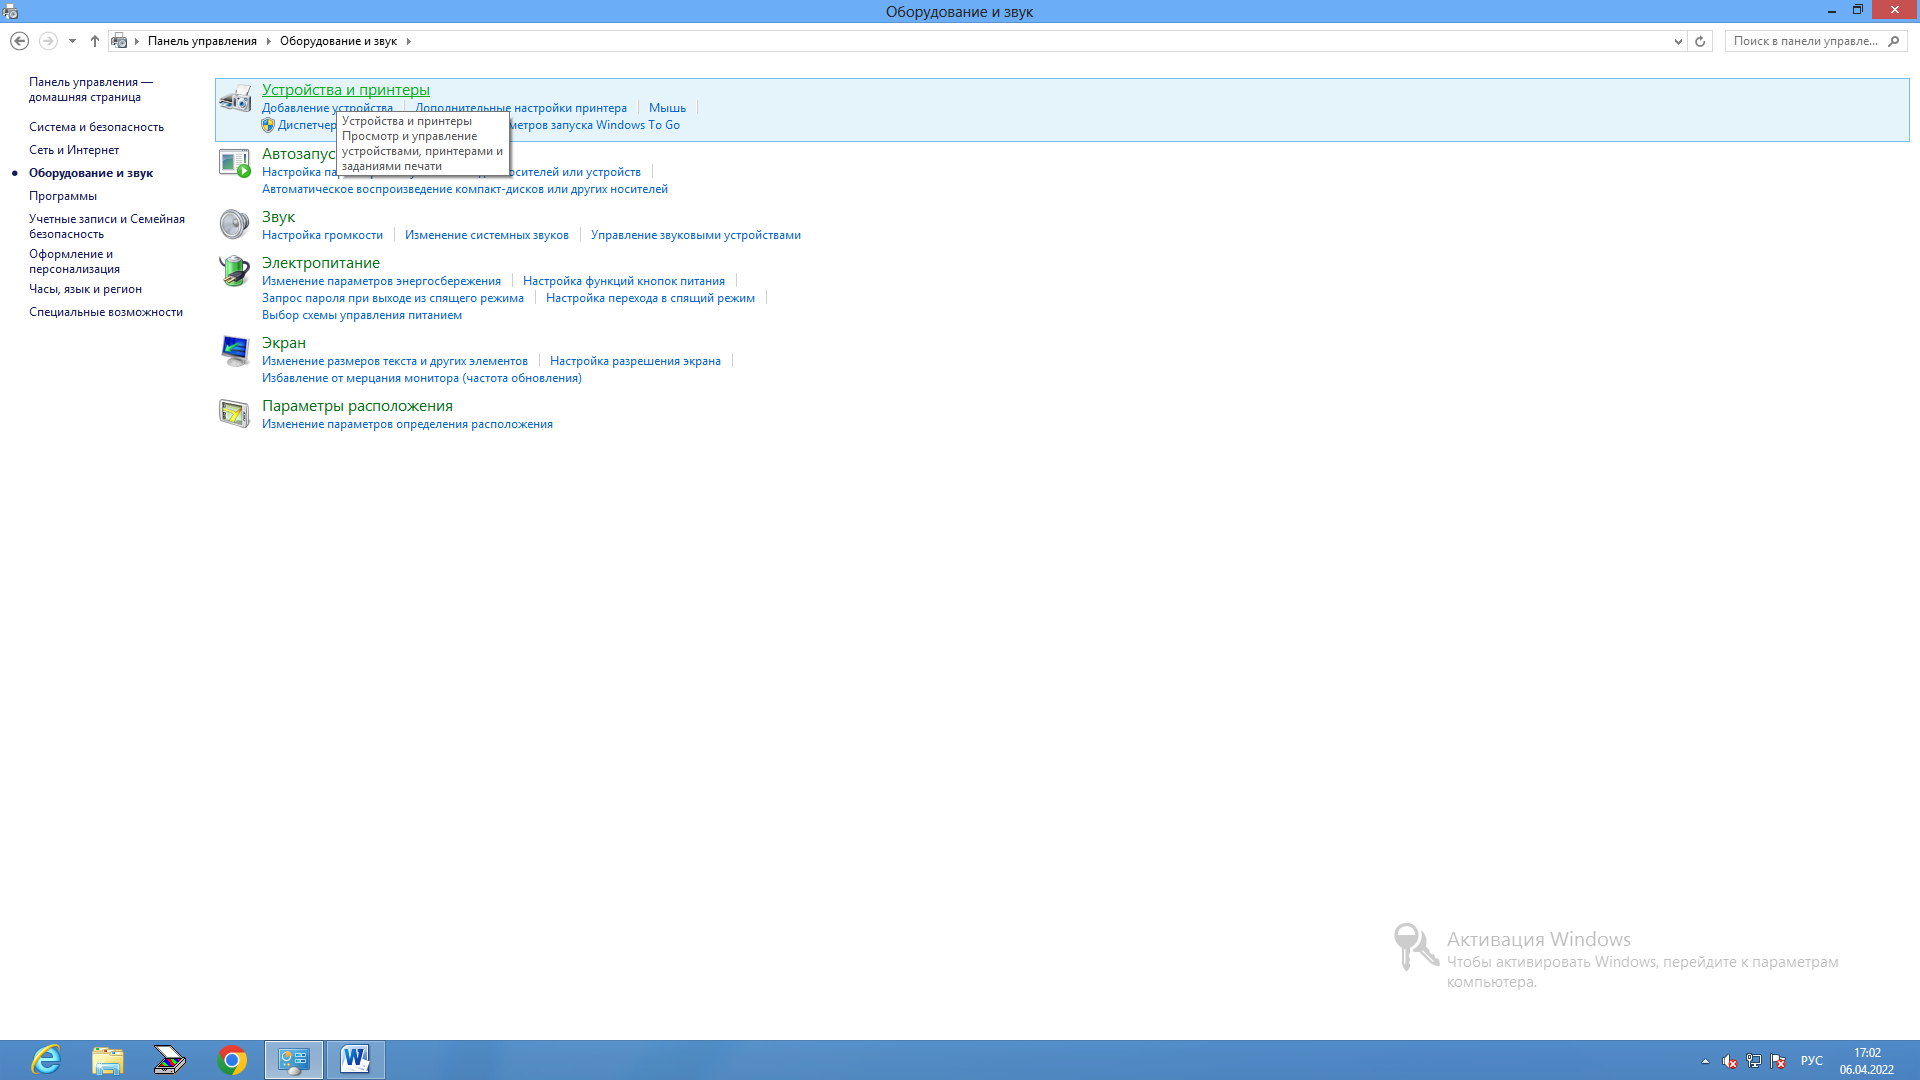 Оборудование и звук
Панель управления
Оборудование и звук
Поиск в панели управле...
Панель управления —
домашняя страница
Система и безопасность
Сеть и Интернет
Оборудование и звук
Программы
Учетные записи и Семейная
безопасность
Оформление и
персонализация
Часы, язык и регион
Специальные возможности
Устройства и принтеры
Добавление устройства Дополнительные настройки принтера Мышь
Диспетчер запуска Windows To Go
Устройства и принтеры
Просмотр и управление
устройствами, принтерами и
заданиями печати
Настройка или устройств
Автоматическое воспроизведение компакт-дисков или других носителей
Звук
Настройка громкости Изменение системных звуков Управление звуковыми устройствами
Электропитание
Изменение параметров энергосбережения Настройка функций кнопок питания
Запрос пароля при выходе из спящего режима Настройка перехода в спящий режим
Выбор схемы управления питанием
Экран
Изменение размеров текста и других элементов Настройка разрешения экрана
Избавление от мерцания монитора (частота обновления)
Параметры расположения
Изменение параметров определения расположения
Активация Windows
Чтобы активировать Windows, перейдите к параметрам
компьютера.
РУС
17:02
06.04.2022